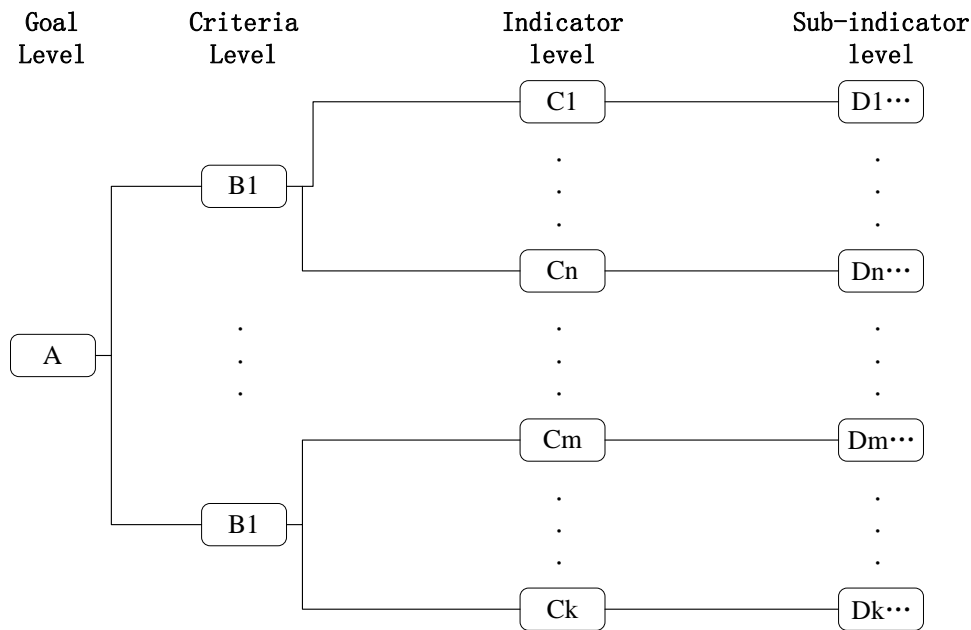 Goal Criteria Indicator Sub-indicator
Level Level level level
C1 D1···
B1
Cn Dn···
A
Cm Dm···
B1
Ck Dk···